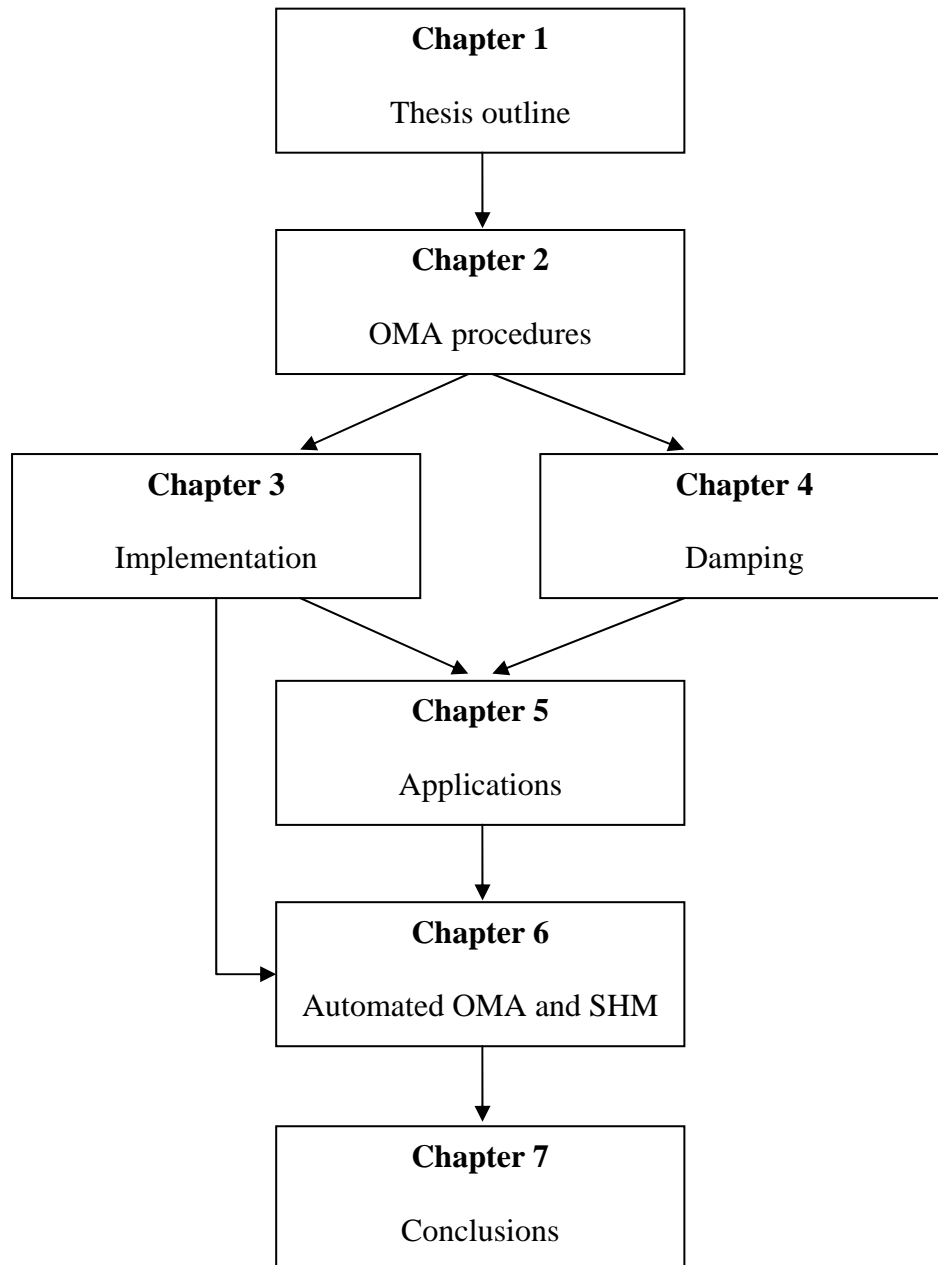 Chapter 1
Thesis outline
Chapter 2
OMA procedures
Chapter 3
Implementation
Chapter 4
Damping
Chapter 5
Applications
Chapter 6
Automated OMA and SHM
Chapter 7
Conclusions